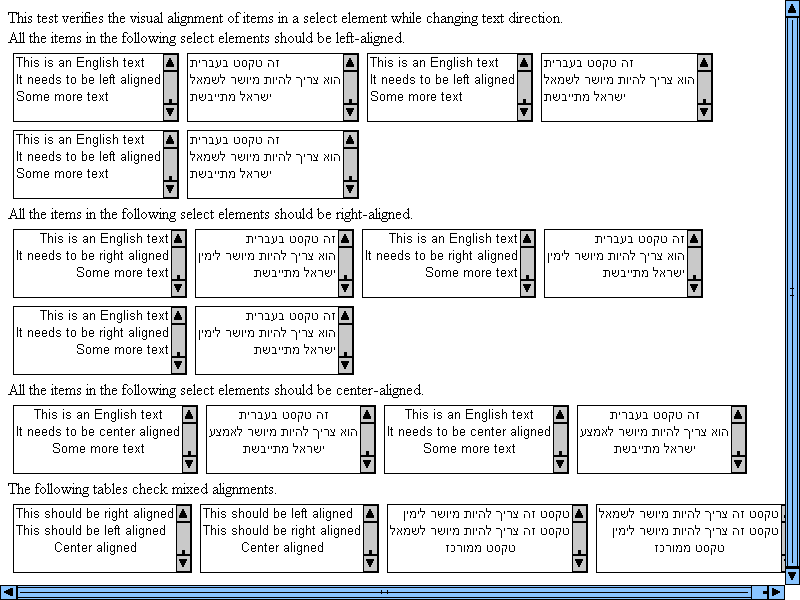 This test verifies the visual alignment of items in a select element while changing text direction.
All the items in the following select elements should be left-aligned.
This is an English text
It needs to be left aligned
Some more text
זה טקסט בעברית
הוא צריך להיות מיושר לשמאל
ישראל מתייבשת
This is an English text
It needs to be left aligned
Some more text
זה טקסט בעברית
הוא צריך להיות מיושר לשמאל
ישראל מתייבשת
This is an English text
It needs to be left aligned
Some more text
זה טקסט בעברית
הוא צריך להיות מיושר לשמאל
ישראל מתייבשת
All the items in the following select elements should be right-aligned.
This is an English text
It needs to be right aligned
Some more text
זה טקסט בעברית
הוא צריך להיות מיושר לימין
ישראל מתייבשת
This is an English text
It needs to be right aligned
Some more text
זה טקסט בעברית
הוא צריך להיות מיושר לימין
ישראל מתייבשת
This is an English text
It needs to be right aligned
Some more text
זה טקסט בעברית
הוא צריך להיות מיושר לימין
ישראל מתייבשת
All the items in the following select elements should be center-aligned.
This is an English text
It needs to be center aligned
Some more text
זה טקסט בעברית
הוא צריך להיות מיושר לאמצע
ישראל מתייבשת
This is an English text
It needs to be center aligned
Some more text
זה טקסט בעברית
הוא צריך להיות מיושר לאמצע
ישראל מתייבשת
The following tables check mixed alignments.
This should be right aligned
This should be left aligned
Center aligned
This should be left aligned
This should be right aligned
Center aligned
טקסט זה צריך להיות מיושר לימין
טקסט זה צריך להיות מיושר לשמאל
טקסט ממורכז
טקסט זה צריך להיות מיושר לשמאל
טקסט זה צריך להיות מיושר לימין
טקסט ממורכז